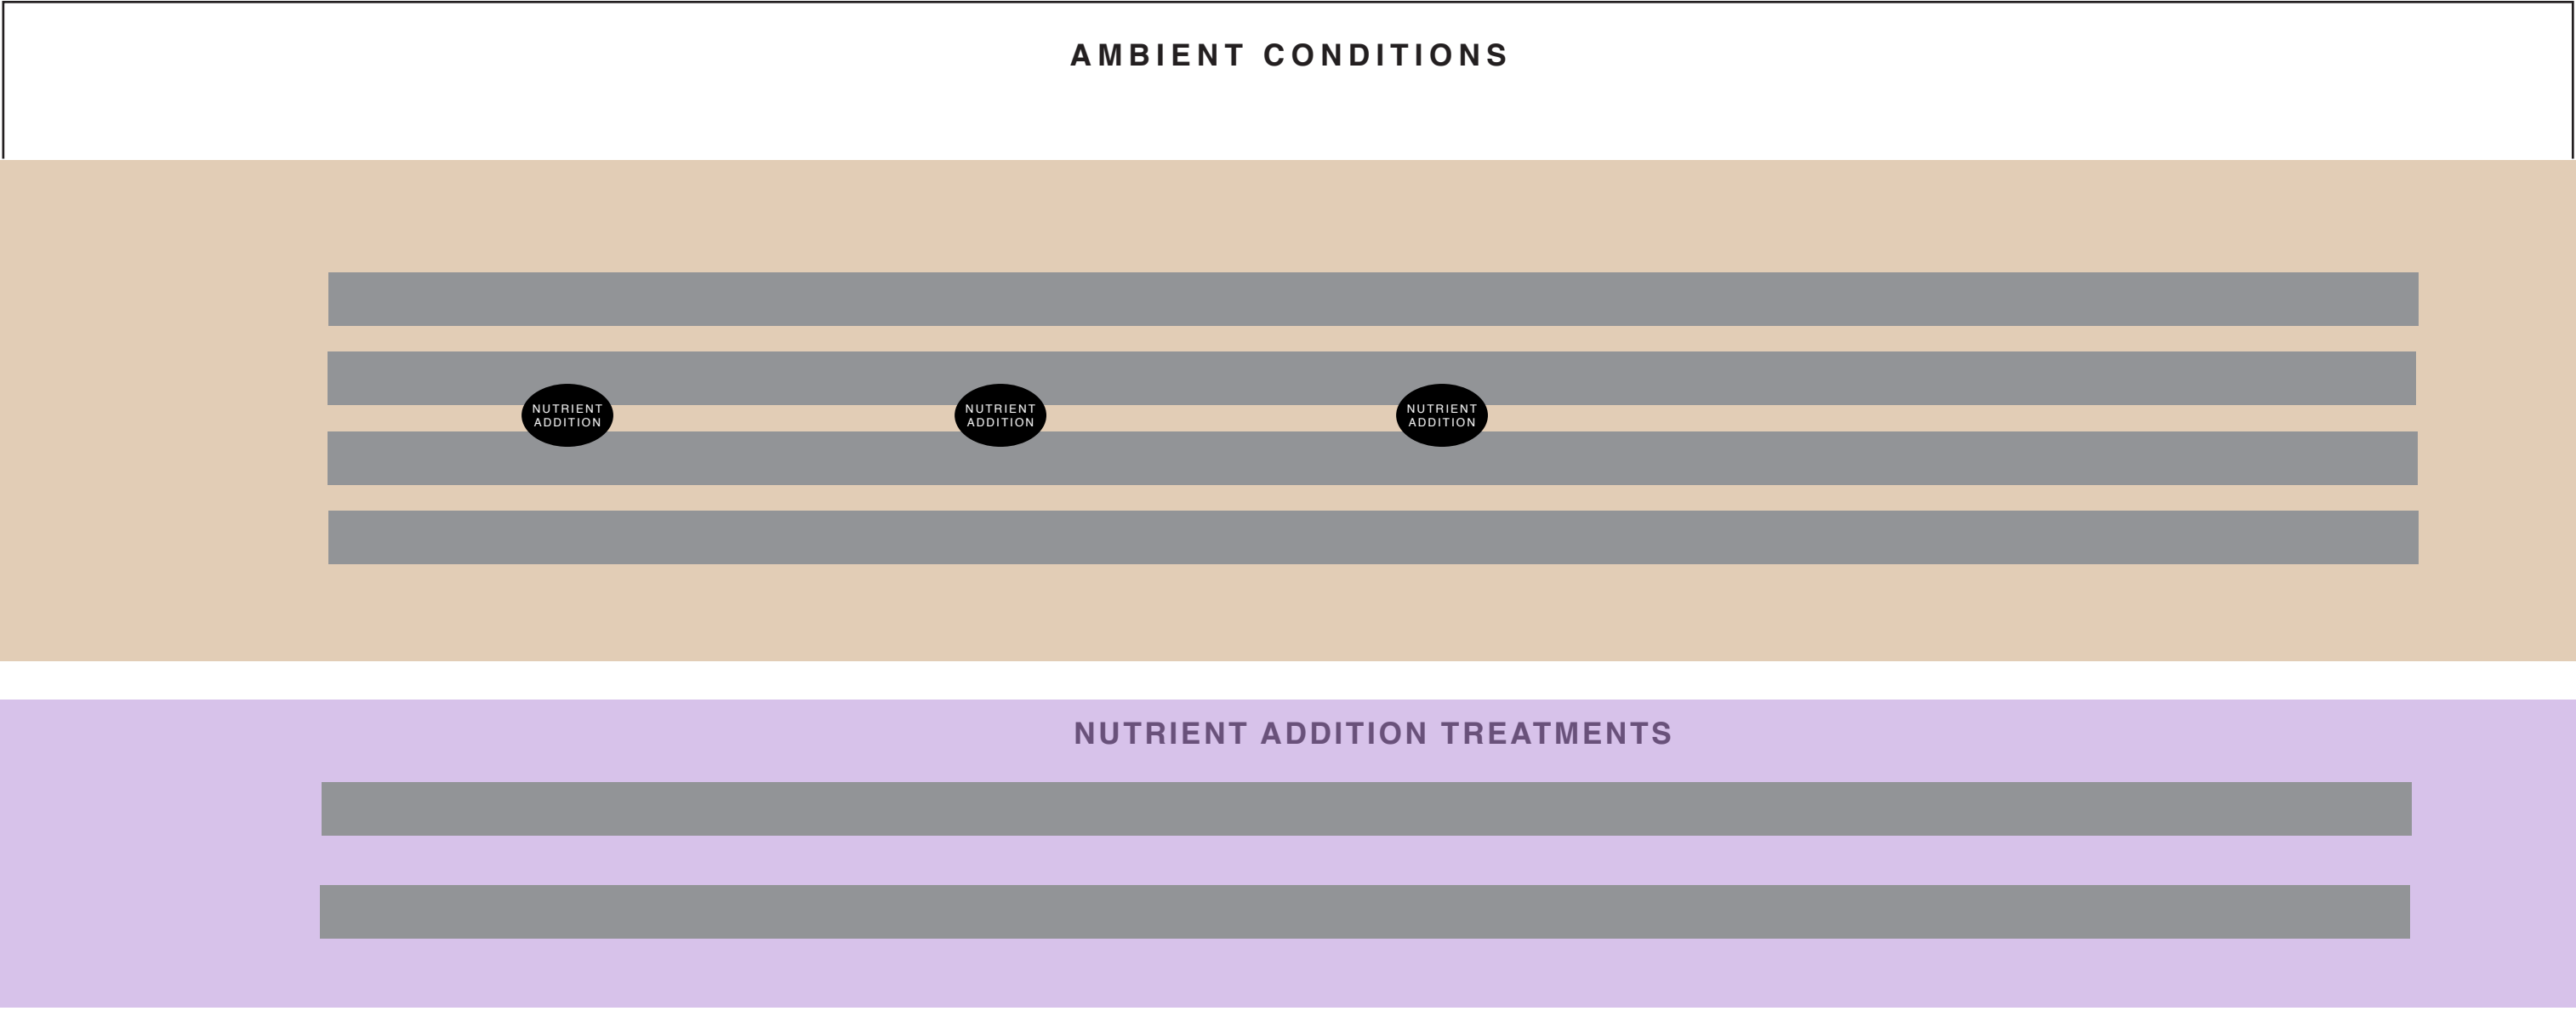 AMBIENT CONDITIONS
NUTRIENT
ADDITION
NUTRIENT
ADDITION
NUTRIENT
ADDITION
NUTRIENT ADDITION TREATMENTS